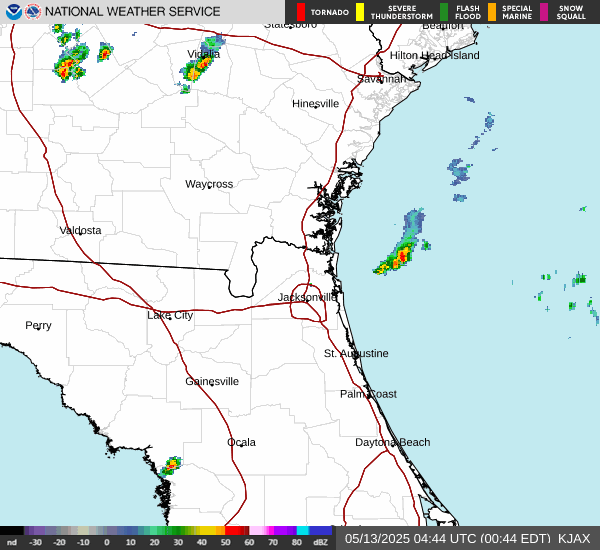 NATIONAL WEATHER SERVICE
TORNADO
SEVERE THUNDERSTORM
FLASH FLOOD
SPECIAL MARINE
SNOW SQUALL
Statesboro
Beaufort
Vidalia
Hilton Head Island
Savannah
Hinesville
Waycross
Valdosta
Jacksonville
Lake City
Perry
St. Augustine
Gainesville
Palm Coast
Ocala
Daytona Beach
nd -30 -20 -10 0 10 20 30 40 50 60 70 80 dBZ
05/13/2025 04:44 UTC (00:44 EDT) KJAX